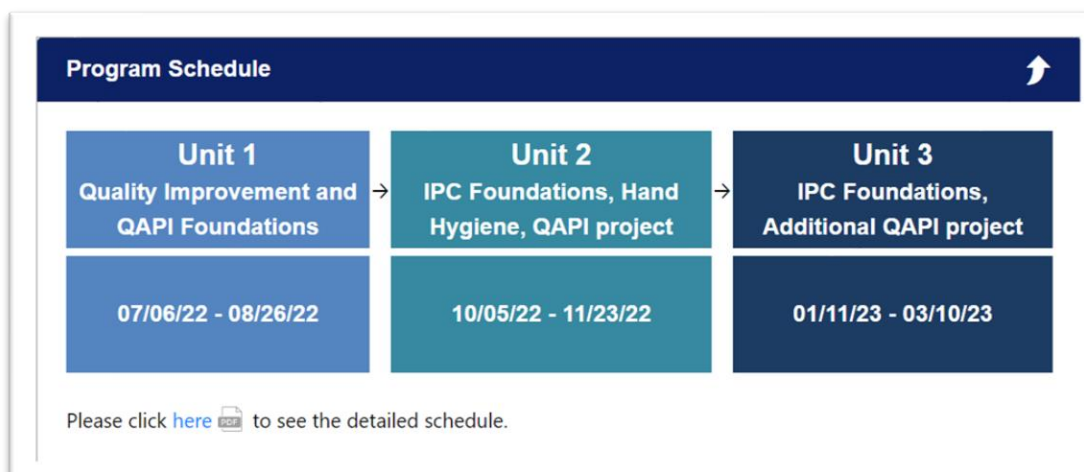 Program Schedule
Unit 1
Quality Improvement and
QAPI Foundations
→
Unit 2
IPC Foundations, Hand
Hygiene, QAPI project
→
Unit 3
IPC Foundations,
Additional QAPI project
07/06/22 - 08/26/22
10/05/22 - 11/23/22
01/11/23 - 03/10/23
Please click here PDF to see the detailed schedule.